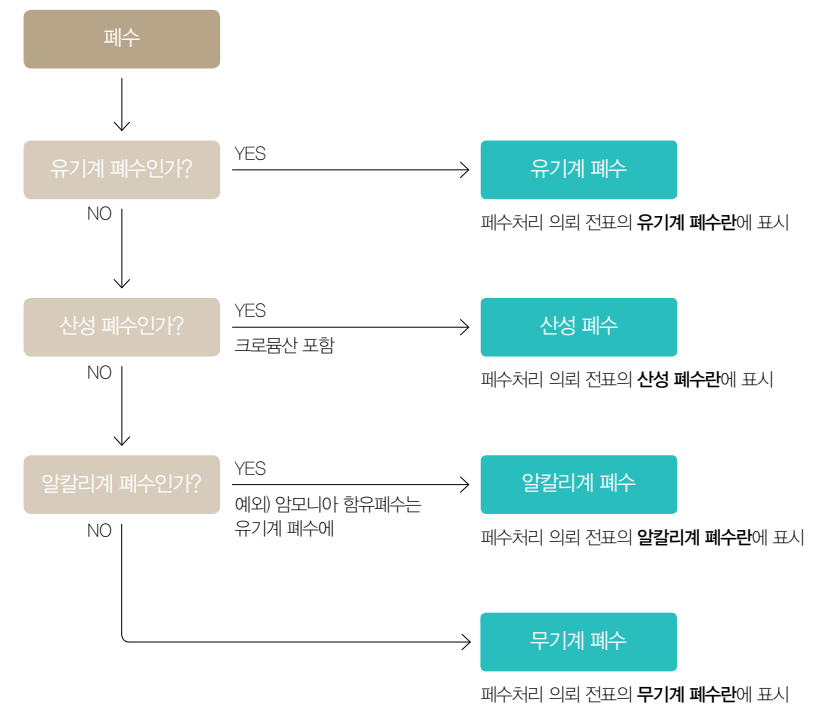 폐수
유기계 폐수인가?
YES
유기계 폐수
페수처리 의뢰 전표의 유기계 폐수란에 표시
NO
산성 폐수인가?
YES
크로뮴산 포함
산성 폐수
페수처리 의뢰 전표의 산성 폐수란에 표시
NO
알칼리계 폐수인가?
YES
예외) 암모니아 함유폐수는
유기계 폐수에
알칼리계 폐수
페수처리 의뢰 전표의 알칼리계 폐수란에 표시
NO
무기계 폐수
페수처리 의뢰 전표의 무기계 폐수란에 표시